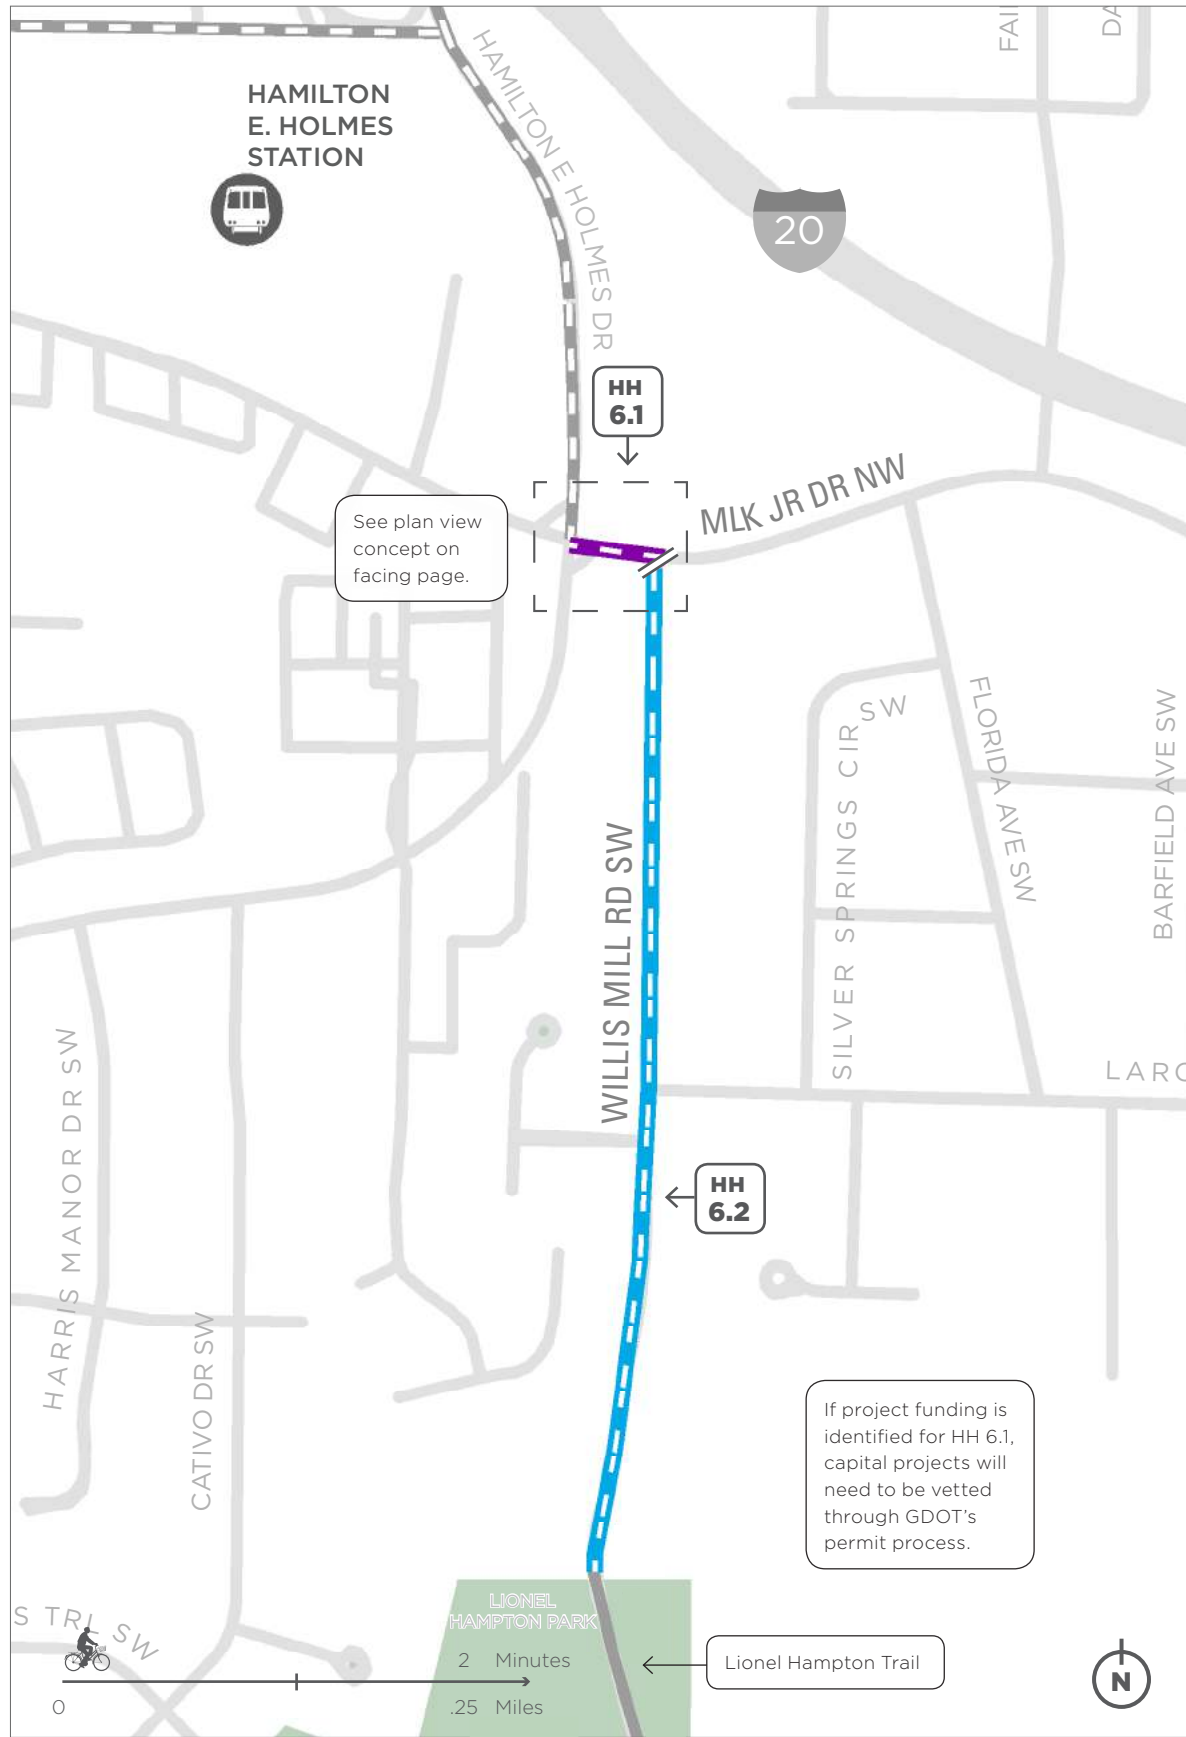 FAI
DA
HAMILTON E HOLMES DR
HAMILTON
E. HOLMES
STATION
20
HH
6.1
MLK JR DR NW
See plan view
concept on
facing page.
SILVER SPRINGS CIR SW
FLORIDA AVE SW
BARFIELD AVE SW
WILLIS MILL RD SW
HARRIS MANOR DR SW
LARC
HH
6.2
CATIVO DR SW
If project funding is
identified for HH 6.1,
capital projects will
need to be vetted
through GDOT's
permit process.
LIONEL
HAMPTON PARK
S TRL SW
2 Minutes
Lionel Hampton Trail
N
0
.25 Miles